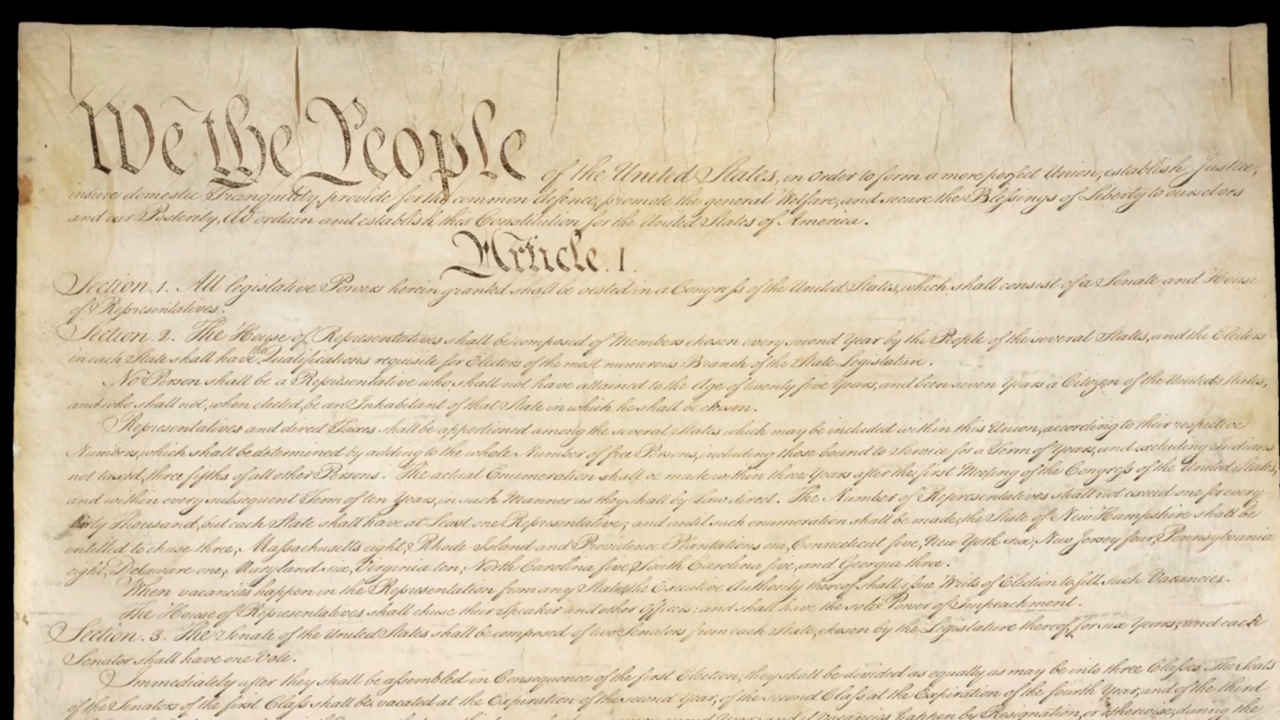 We the People of the United States, in order to form a more perfect Union, establish Justice,
insure domestic Tranquility, provide for the common defence, promote the general Welfare, and secure the Blessings of Liberty to ourselves
and our Posterity, do ordain and establish this Constitution for the United States of America.
Article. I.
Section. 1. All legislative Powers herein granted shall be vested in a Congress of the United States, which shall consist of a Senate and House
of Representatives.
Section. 2. The House of Representatives shall be composed of Members chosen every second Year by the People of the several States, and the Electors
in each State shall have the Qualifications requisite for Electors of the most numerous Branch of the State Legislature.
No Person shall be a Representative who shall not have attained to the Age of twenty five Years, and been seven Years a Citizen of the United States,
and who shall not, when elected, be an Inhabitant of that State in which he shall be chosen.
Representatives and direct Taxes shall be apportioned among the several States which may be included within this Union, according to their respective
Numbers, which shall be determined by adding to the whole Number of free Persons, including those bound to Service for a Term of Years, and excluding Indians
not taxed, three fifths of all other Persons. The actual Enumeration shall be made within three Years after the first Meeting of the Congress of the United States,
and within every subsequent Term of ten Years, in such Manner as they shall by Law direct. The Number of Representatives shall not exceed one for every
thirty Thousand, but each State shall have at Least one Representative; and until such enumeration shall be made, the State of New Hampshire shall be
entitled to chuse three, Massachusetts eight, Rhode Island and Providence Plantations one, Connecticut five, New York six, New Jersey four, Pennsylvania
eight, Delaware one, Maryland six, Virginia ten, North Carolina five, South Carolina five, and Georgia three.
When vacancies happen in the Representation from any State, the Executive Authority thereof shall issue Writs of Election to fill such Vacancies.
The House of Representatives shall chuse their Speaker and other Officers; and shall have the sole Power of Impeachment.
Section. 3. The Senate of the United States shall be composed of two Senators from each State, chosen by the Legislature thereof, for six Years; and each
Senator shall have one Vote.
Immediately after they shall be assembled in Consequence of the first Election, they shall be divided as equally as may be into three Classes. The Seats
of the Senators of the first Class shall be vacated at the Expiration of the second Year, of the second Class at the Expiration of the fourth Year, and of the third
second Year; and if Vacancies happen by Resignation, or otherwise, during the